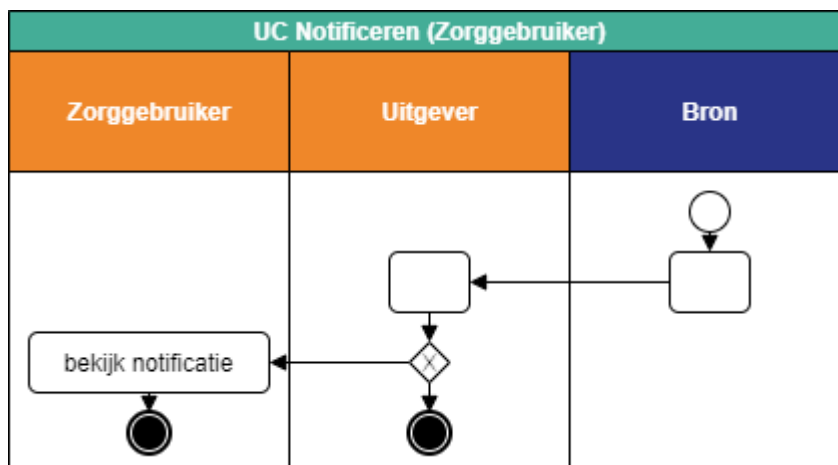 UC Notificeren (Zorggebruiker)
Zorggebruiker
Uitgever
Bron
bekijk notificatie
X